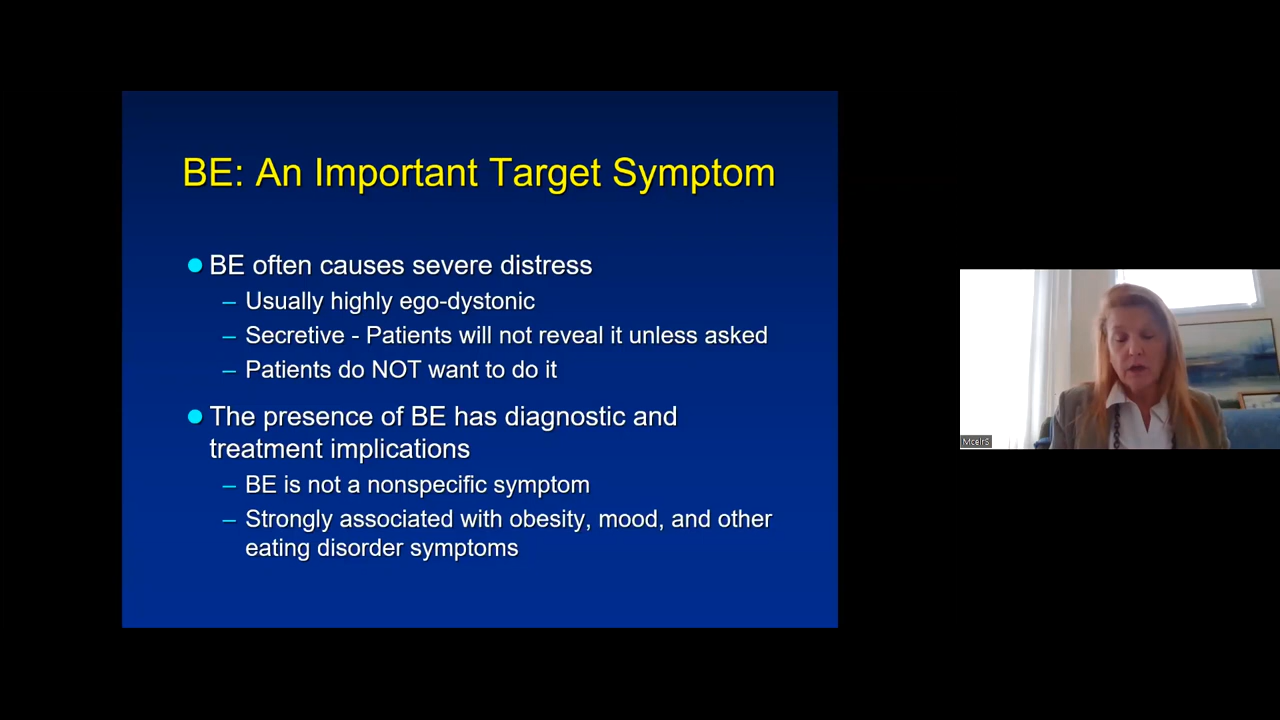 BE: An Important Target Symptom
● BE often causes severe distress
– Usually highly ego-dystonic
– Secretive - Patients will not reveal it unless asked
– Patients do NOT want to do it
● The presence of BE has diagnostic and
treatment implications
– BE is not a nonspecific symptom
– Strongly associated with obesity, mood, and other
eating disorder symptoms
McelrS